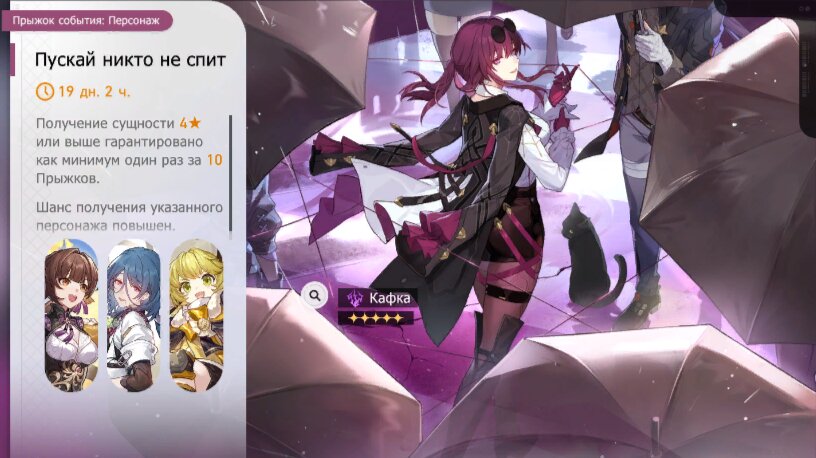 Прыжок события: Персонаж
Пускай никто не спит
19 дн. 2 ч.
Получение сущности 4★
или выше гарантировано
как минимум один раз за 10
Прыжков.
Шанс получения указанного
персонажа повышен.
Кафка